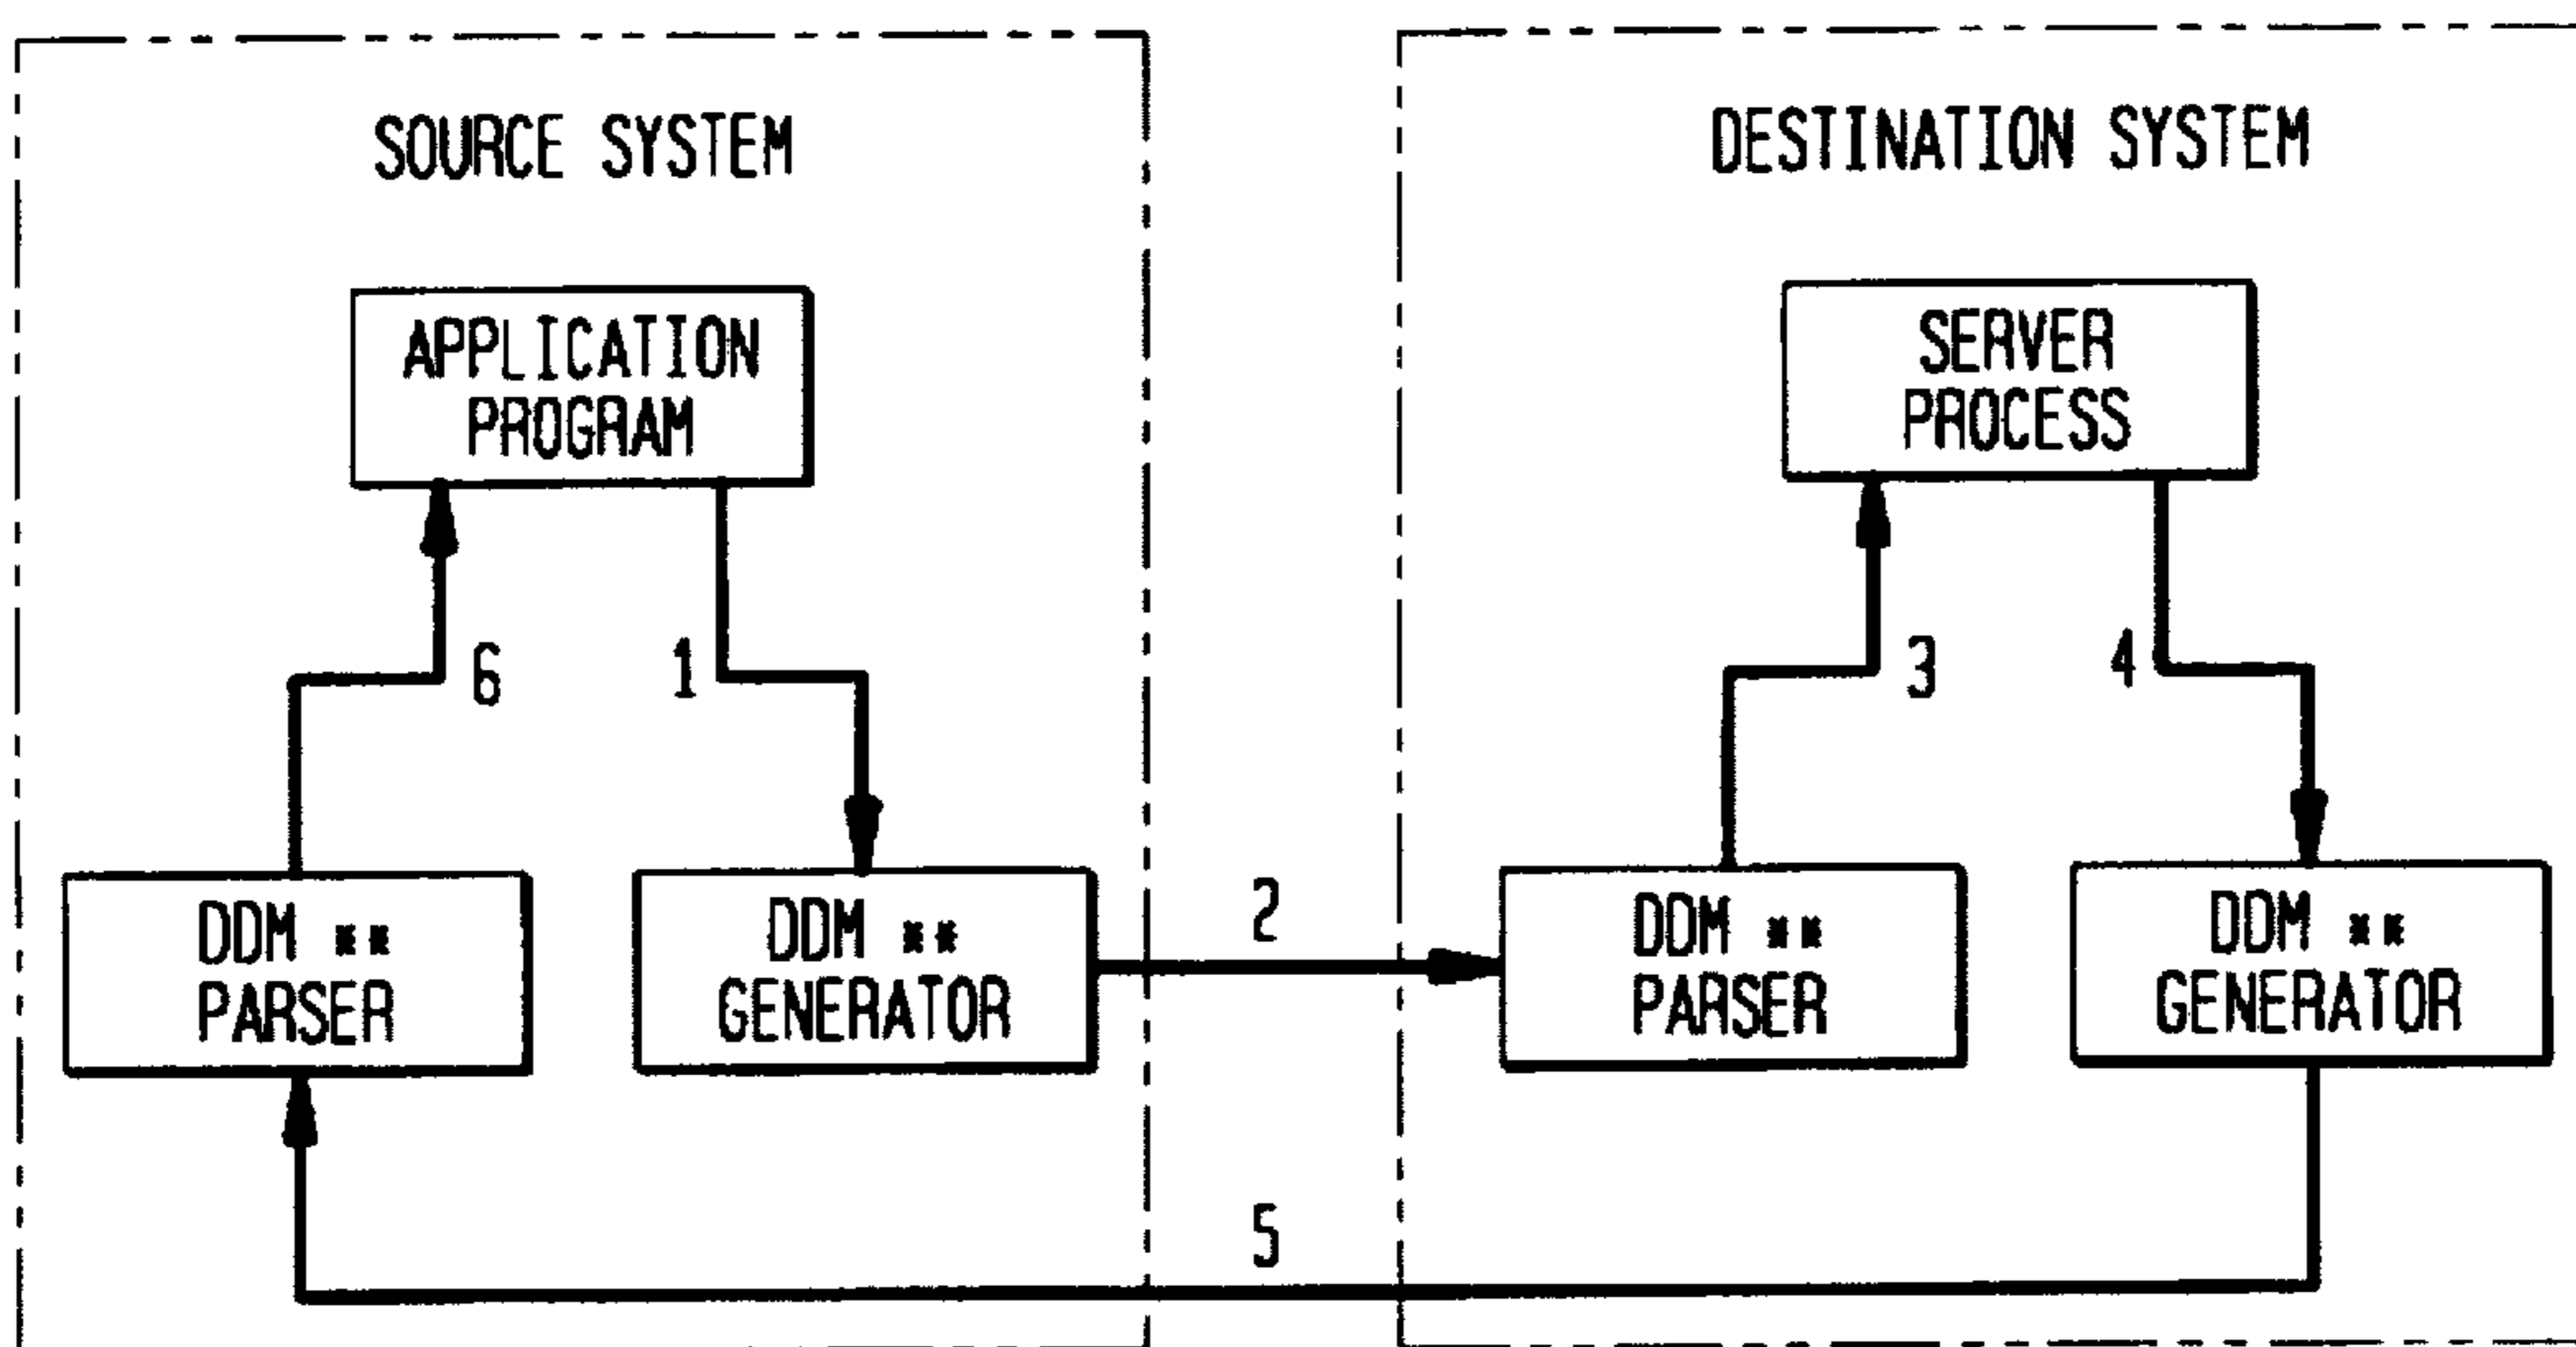 SOURCE SYSTEM
DESTINATION SYSTEM
APPLICATION
PROGRAM
SERVER
PROCESS
6
1
3
4
DDM **
PARSER
DDM **
GENERATOR
2
DDM **
PARSER
DDM **
GENERATOR
5